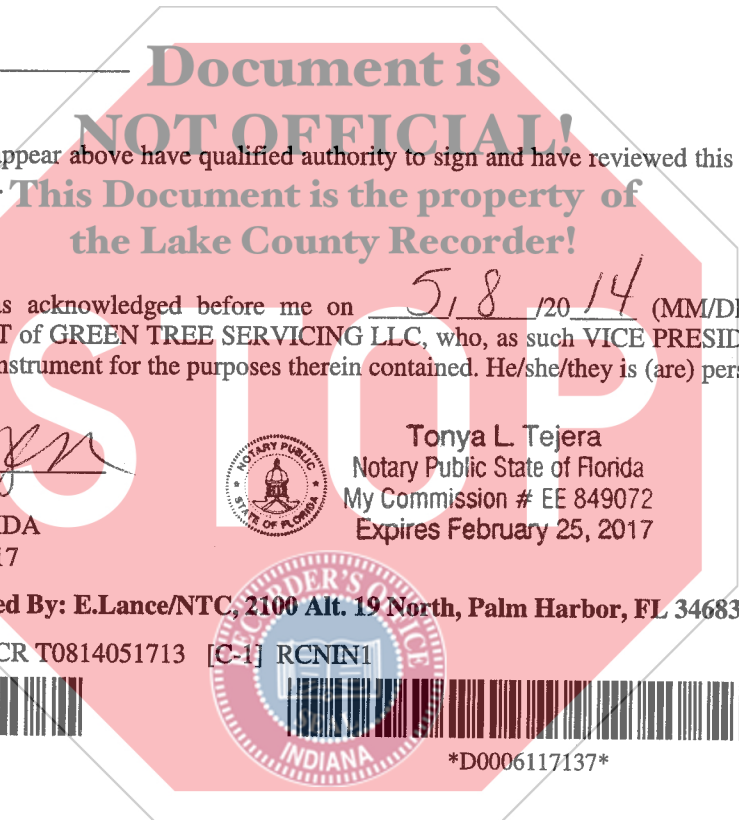 Document is
NOT OFFICIAL!
ppear above have qualified authority to sign and have reviewed this
This Document is the property of
the Lake County Recorder!
s acknowledged before me on 5, 8 /20 14 (MM/D
T of GREEN TREE SERVICING LLC, who, as such VICE PRESID
nstrument for the purposes therein contained. He/she/they is (are) pers
STOP
NOTARY PUBLIC
STATE OF FLORIDA
Tonya L. Tejera
Notary Public State of Florida
My Commission # EE 849072
Expires February 25, 2017
DA
17
ed By: E.Lance/NTC, 2100 Alt. 19 North, Palm Harbor, FL 34683
CR T0814051713 [C-1] RCNIN1
RECORDER'S OFFICE
SEAL
INDIANA
*D0006117137*